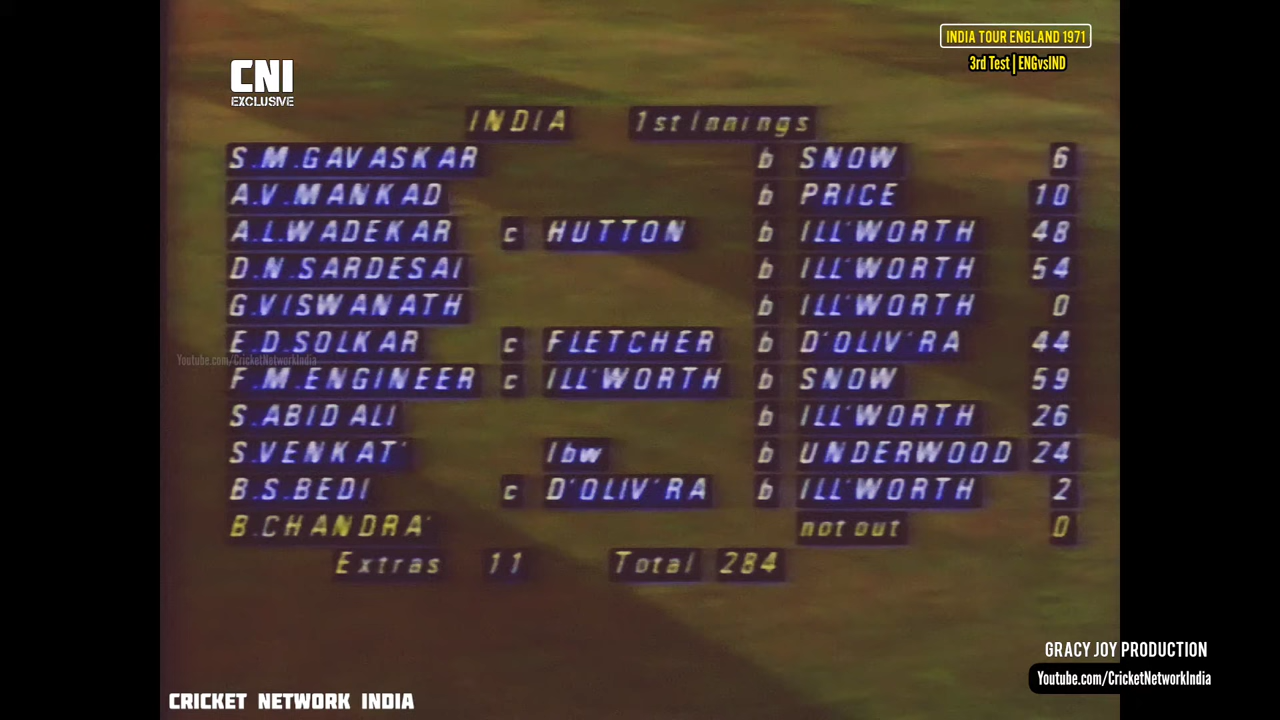 INDIA TOUR ENGLAND 1971
3rd Test | ENGvsIND
CNI
EXCLUSIVE
INDIA 1st Innings
S.M.GAVASKAR b SNOW 6
A.V.MANKAD b PRICE 10
A.L.WADEKAR c HUTTON b ILL'WORTH 48
D.N.SARDESAI b ILL'WORTH 54
G.VISWANATH b ILL'WORTH 0
E.D.SOLKAR c FLETCHER b D'OLIV'RA 44
Youtube.com/CricketNetworkIndia
F.M.ENGINEER c ILL'WORTH b SNOW 59
S.ABID ALI b ILL'WORTH 26
S.VENKAT' lbw b UNDERWOOD 24
B.S.BEDI c D'OLIV'RA b ILL'WORTH 2
B.CHANDRA' not out 0
Extras 11 Total 284
GRACY JOY PRODUCTION
Youtube.com/CricketNetworkIndia
CRICKET NETWORK INDIA